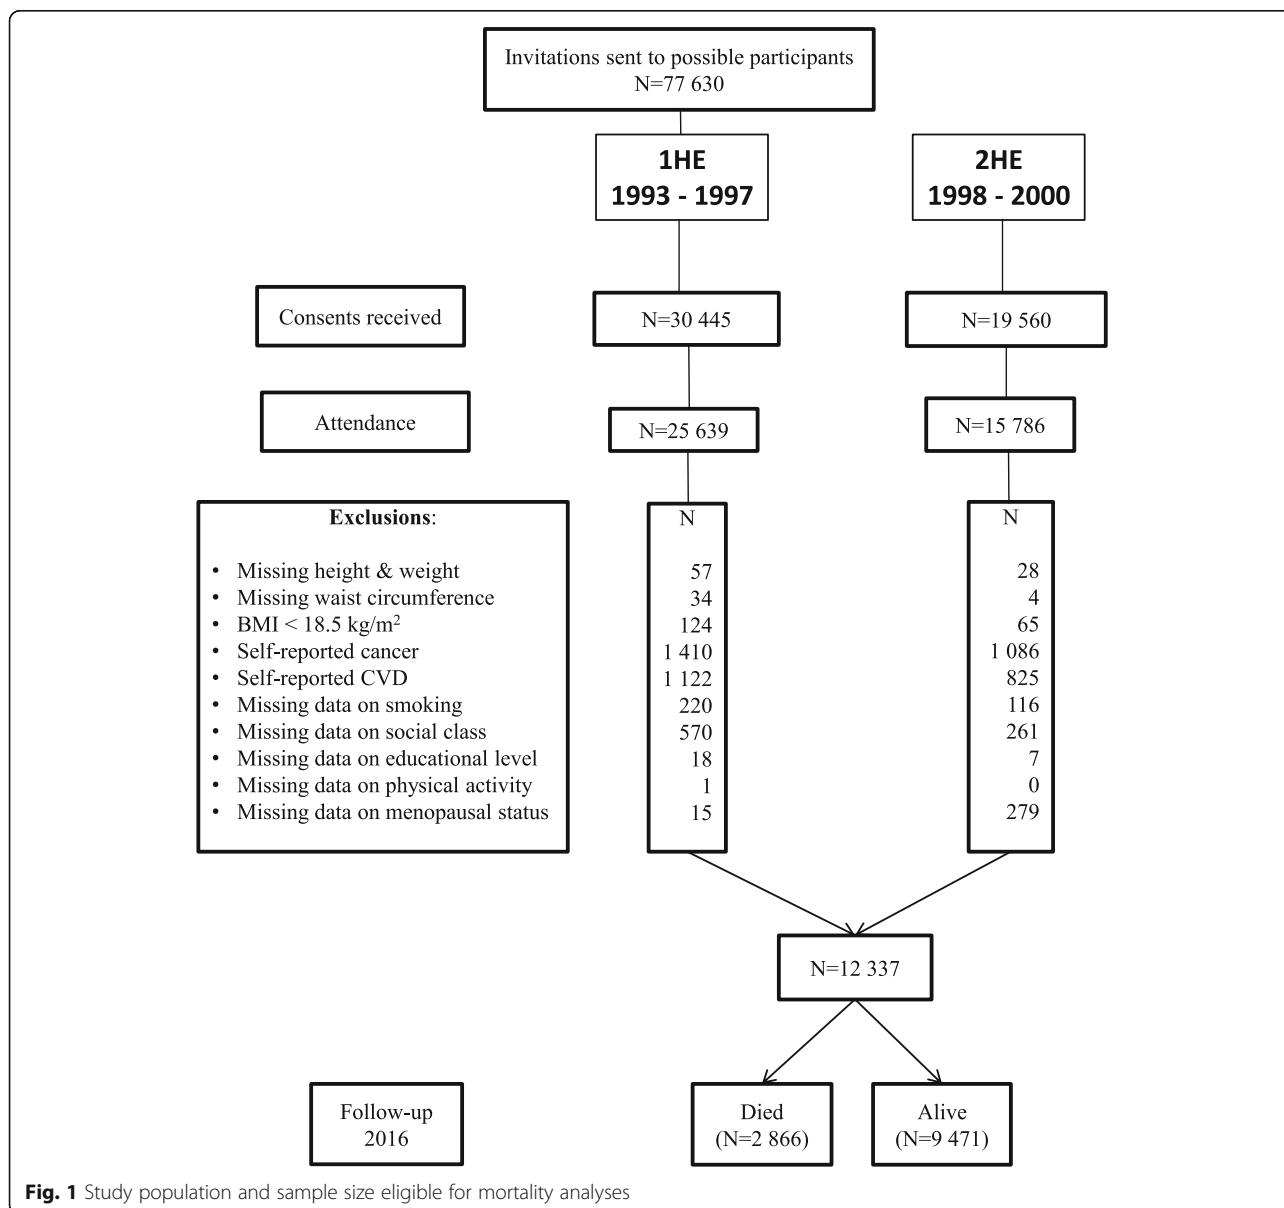 Invitations sent to possible participants
N=77 630
1HE
1993 - 1997
2HE
1998 - 2000
Consents received
N=30 445
N=19 560
Attendance
N=25 639
N=15 786
Exclusions:
N
N
• Missing height & weight 57 28
• Missing waist circumference 34 4
• BMI < 18.5 kg/m² 124 65
• Self-reported cancer 1 410 1 086
• Self-reported CVD 1 122 825
• Missing data on smoking 220 116
• Missing data on social class 570 261
• Missing data on educational level 18 7
• Missing data on physical activity 1 0
• Missing data on menopausal status 15 279
N=12 337
Follow-up
2016
Died
(N=2 866)
Alive
(N=9 471)
Fig. 1 Study population and sample size eligible for mortality analyses